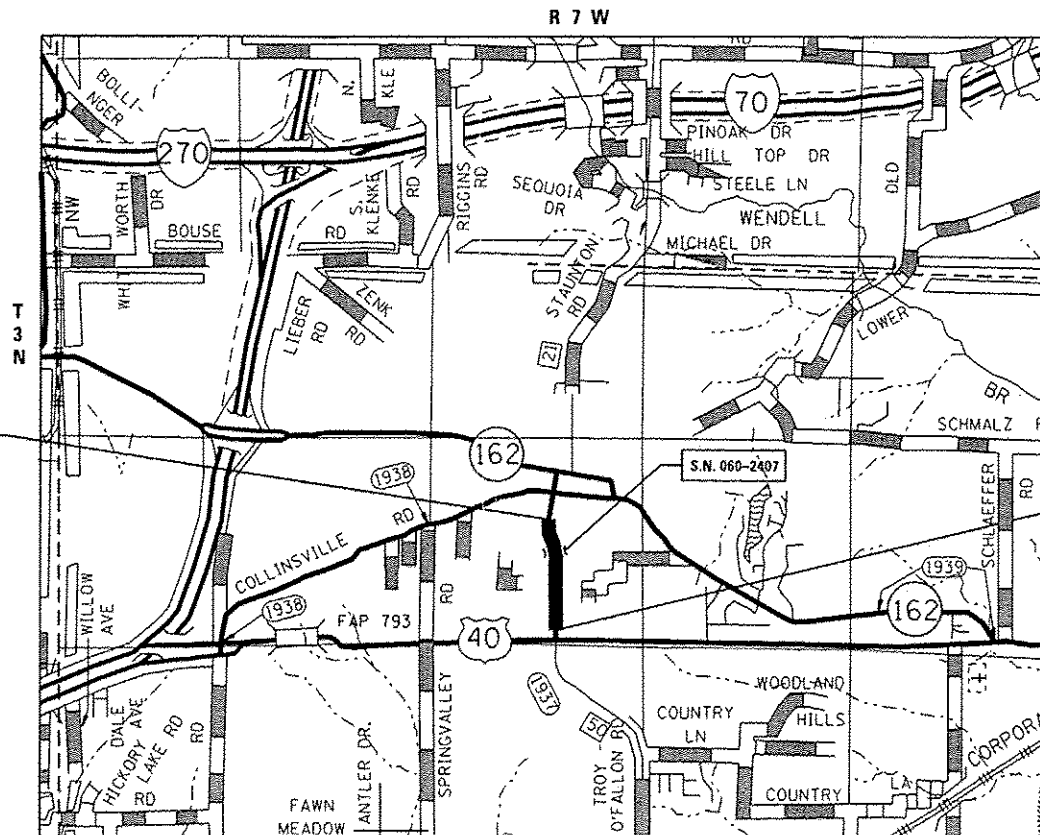 R 7 W
T
3
N
BOLLI-
NGER
N.
KLE
RD
270
70
PINOAK DR
HILL TOP DR
STEELE LN
WENDELL
MICHAEL DR
SEQUOIA
DR
OLD
NW
WORTH
DR
BOUSE
RD
S.
KLENKE
RD
RIGGINS
RD
WH
LIEBER
RD
ZENK
RD
STAUNTON
RD
21
LOWER
BR
SCHMALZ
162
S.N. 060-2407
1938
COLLINSVILLE
RD
SCHLAEFFER
RD
1939
162
WILLOW
AVE
1938
FAP 793
RD
40
DALE
AVE
HICKORY
LAKE RD
RD
RD
ANTLER DR.
SPRINGVALLEY
1937
50
TROY
O'FALLON R
COUNTRY
LN
WOODLAND
HILLS
CORPORA
COUNTRY
LA
FAWN
MEADOW